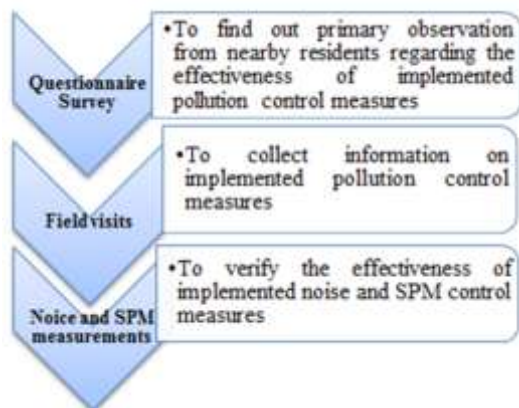 Questionnaire
Survey
•To find out primary observation
from nearby residents regarding the
effectiveness of implemented
pollution control measures
Field visits
•To collect information on
implemented pollution control
measures
Noice and SPM
measurements
•To verify the effectiveness of
implemented noise and SPM control
measures